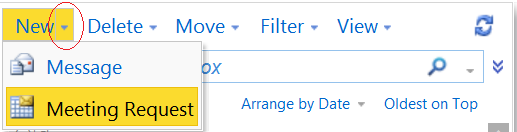 New Delete Move Filter View
Message
Meeting Request
Arrange by Date Oldest on Top